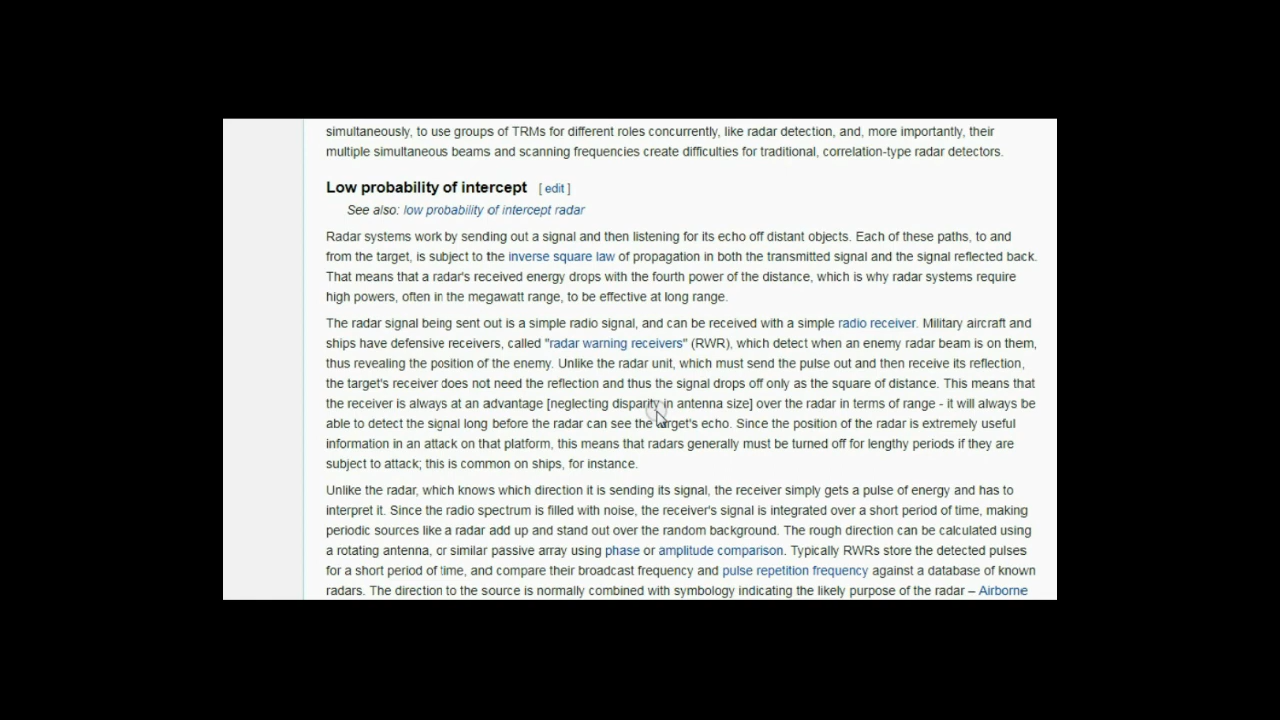 simultaneously, to use groups of TRMs for different roles concurrently, like radar detection, and, more importantly, their
multiple simultaneous beams and scanning frequencies create difficulties for traditional, correlation-type radar detectors.
Low probability of intercept [ edit ]
See also: low probability of intercept radar
Radar systems work by sending out a signal and then listening for its echo off distant objects. Each of these paths, to and
from the target, is subject to the inverse square law of propagation in both the transmitted signal and the signal reflected back.
That means that a radar's received energy drops with the fourth power of the distance, which is why radar systems require
high powers, often in the megawatt range, to be effective at long range.
The radar signal being sent out is a simple radio signal, and can be received with a simple radio receiver. Military aircraft and
ships have defensive receivers, called "radar warning receivers" (RWR), which detect when an enemy radar beam is on them,
thus revealing the position of the enemy. Unlike the radar unit, which must send the pulse out and then receive its reflection,
the target's receiver does not need the reflection and thus the signal drops off only as the square of distance. This means that
the receiver is always at an advantage [neglecting disparity in antenna size] over the radar in terms of range - it will always be
able to detect the signal long before the radar can see the target's echo. Since the position of the radar is extremely useful
information in an attack on that platform, this means that radars generally must be turned off for lengthy periods if they are
subject to attack; this is common on ships, for instance.
Unlike the radar, which knows which direction it is sending its signal, the receiver simply gets a pulse of energy and has to
interpret it. Since the radio spectrum is filled with noise, the receiver's signal is integrated over a short period of time, making
periodic sources like a radar add up and stand out over the random background. The rough direction can be calculated using
a rotating antenna, or similar passive array using phase or amplitude comparison. Typically RWRs store the detected pulses
for a short period of time, and compare their broadcast frequency and pulse repetition frequency against a database of known
radars. The direction to the source is normally combined with symbology indicating the likely purpose of the radar – Airborne